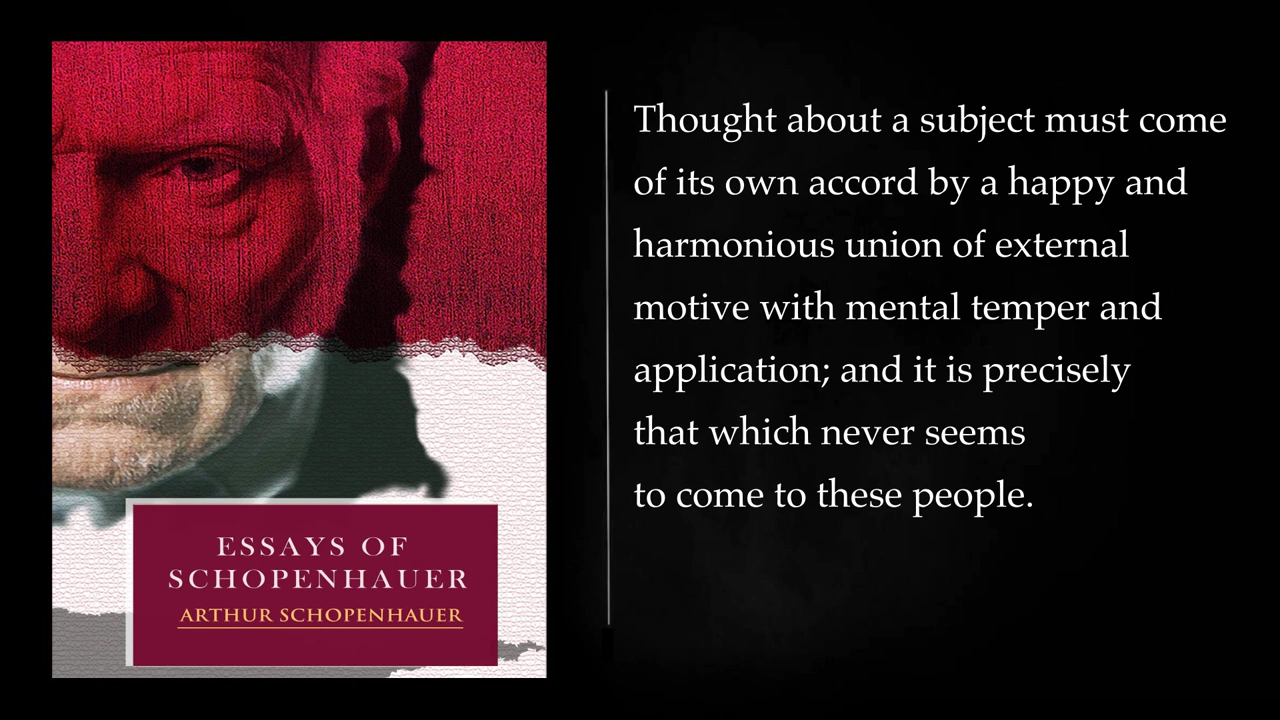 Thought about a subject must come
of its own accord by a happy and
harmonious union of external
motive with mental temper and
application; and it is precisely
that which never seems
to come to these people.
ESSAYS OF
SCHOPENHAUER
ARTHUR SCHOPENHAUER